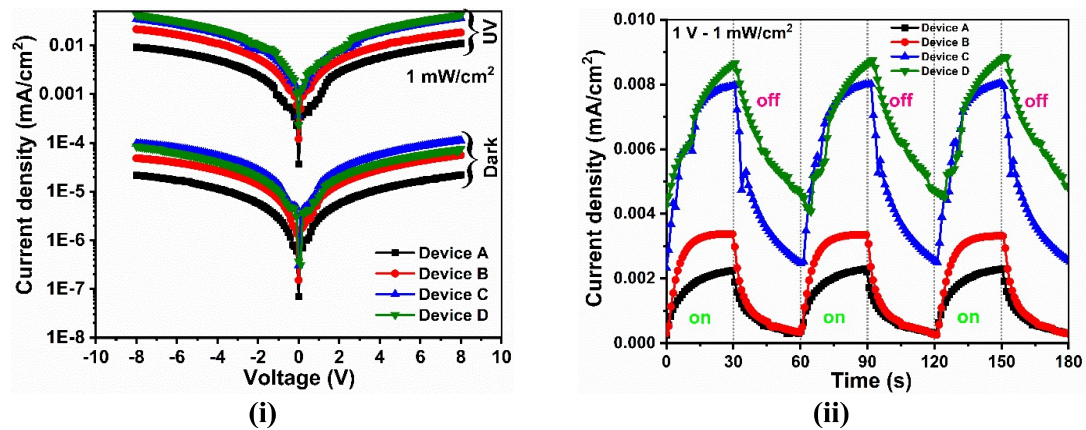 Current density (mA/cm²)
0.01
0.001
1E-4
1E-5
1E-6
1E-7
1E-8
UV
1 mW/cm²
Dark
Device A
Device B
Device C
Device D
-10 -8 -6 -4 -2 0 2 4 6 8 10
Voltage (V)
(i)
Current density (mA/cm²)
0.010
0.008
0.006
0.004
0.002
0.000
1 V - 1 mW/cm²
Device A
Device B
Device C
Device D
off off off
on on on
0 30 60 90 120 150 180
Time (s)
(ii)